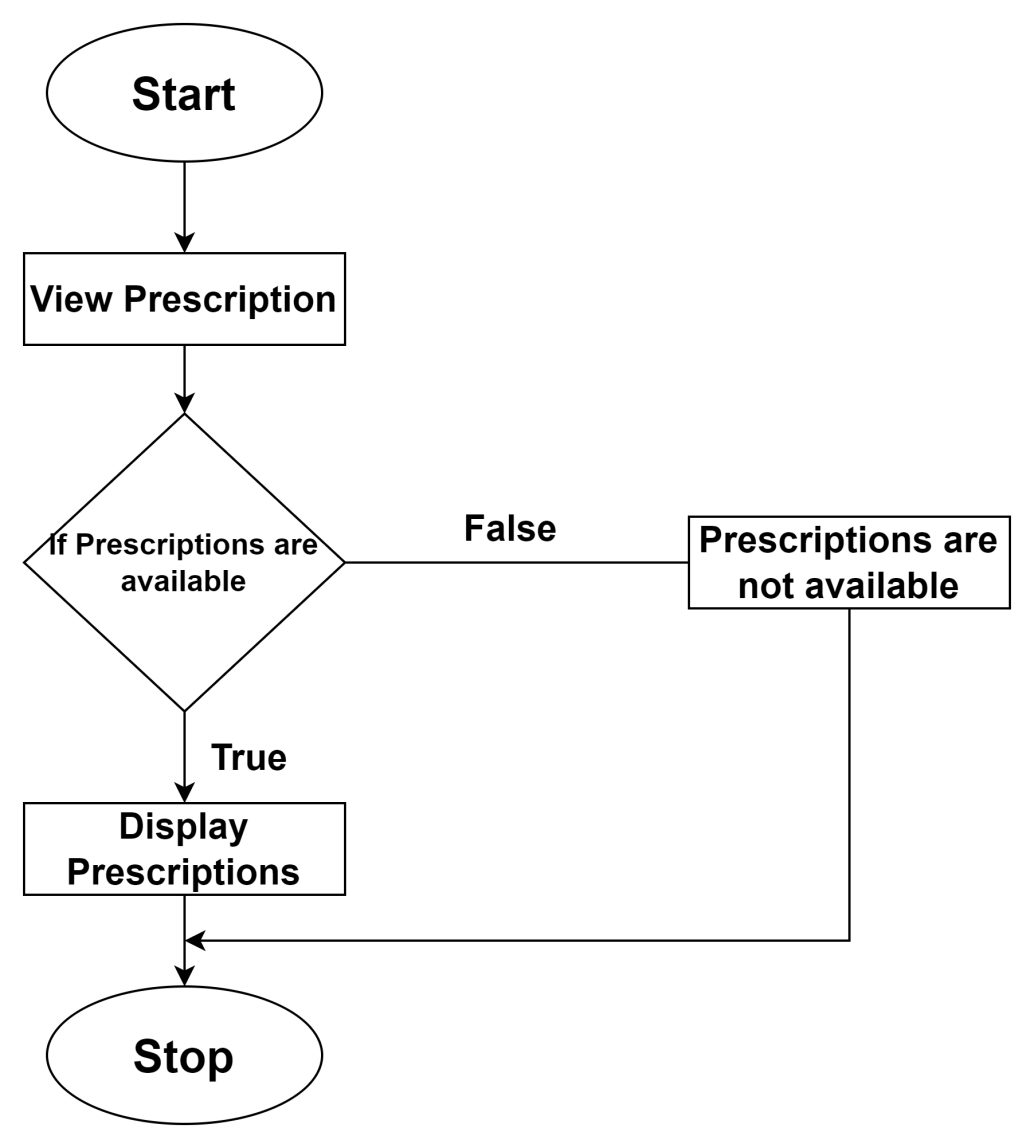 Start
View Prescription
If Prescriptions are
available
False
Prescriptions are
not available
True
Display
Prescriptions
Stop